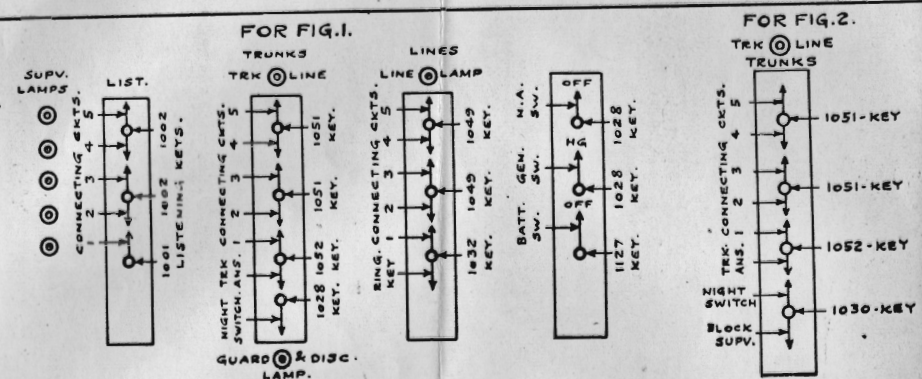 FOR FIG.1.
FOR FIG.2.
SUPV.
LAMPS
LIST.
CONNECTING CKTS.
5
4
3
2
1
1002
1002
1001
LISTENING KEYS.
TRUNKS
TRK LINE
TRK CONNECTING CKTS.
5
4
3
2
1
ANS.
NIGHT
SWITCH.
1051
KEY.
1051
KEY.
1052
KEY.
1028
KEY.
GUARD & DISC.
LAMP.
LINES
LINE LAMP
CONNECTING CKTS.
5
4
3
2
1
RING.
KEY
1049
KEY.
1049
KEY.
1032
KEY.
N.A.
SW.
GEN.
SW.
BATT.
SW.
OFF
HG
OFF
1028
KEY.
1028
KEY.
1127
KEY.
TRK LINE
TRUNKS
TRK. CONNECTING CKTS.
5
4
3
2
1
ANS.
NIGHT
SWITCH
BLOCK
SUPV.
1051-KEY
1051-KEY
1052-KEY
1030-KEY